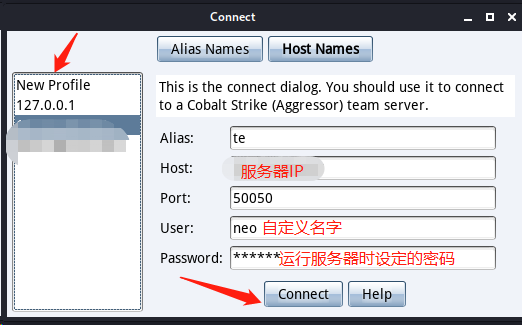 Connect
Alias Names
Host Names
New Profile
127.0.0.1
This is the connect dialog. You should use it to connect
to a Cobalt Strike (Aggressor) team server.
Alias: te
Host: 服务器IP
Port: 50050
User: neo 自定义名字
Password: ******运行服务器时设定的密码
Connect
Help